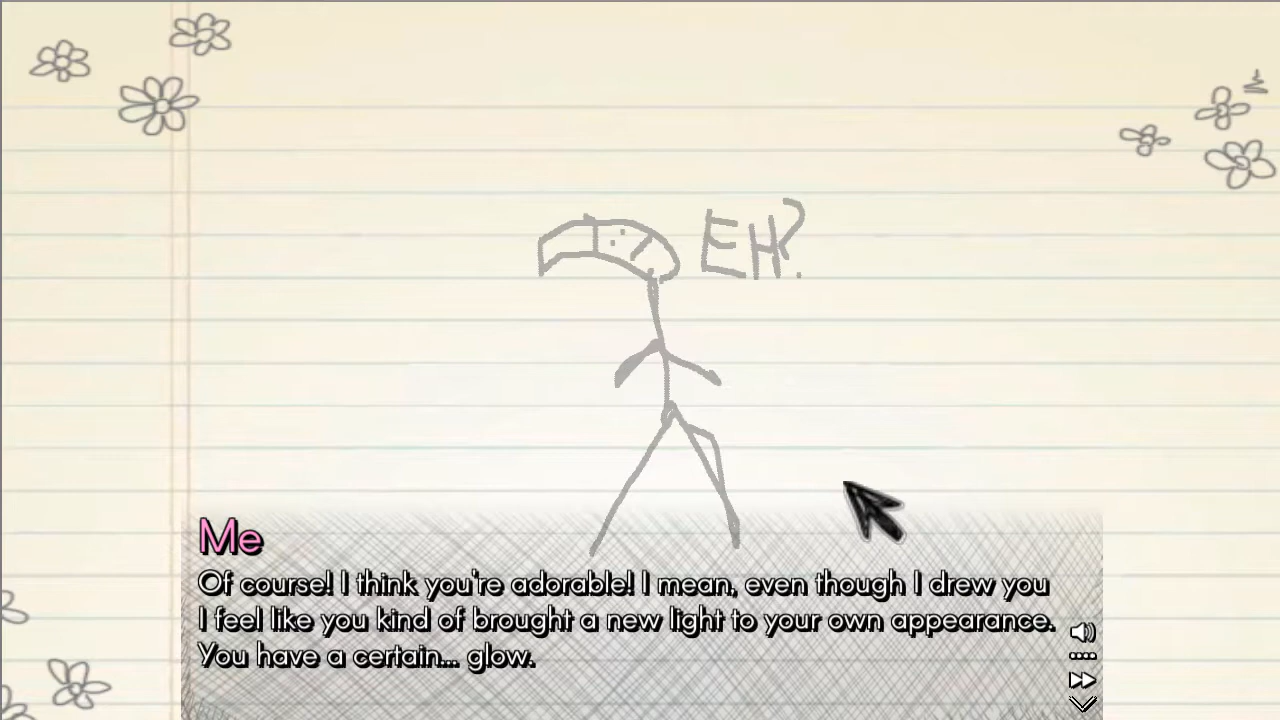 EH?
Me
Of course! I think you're adorable! I mean, even though I drew you
I feel like you kind of brought a new light to your own appearance.
You have a certain... glow.